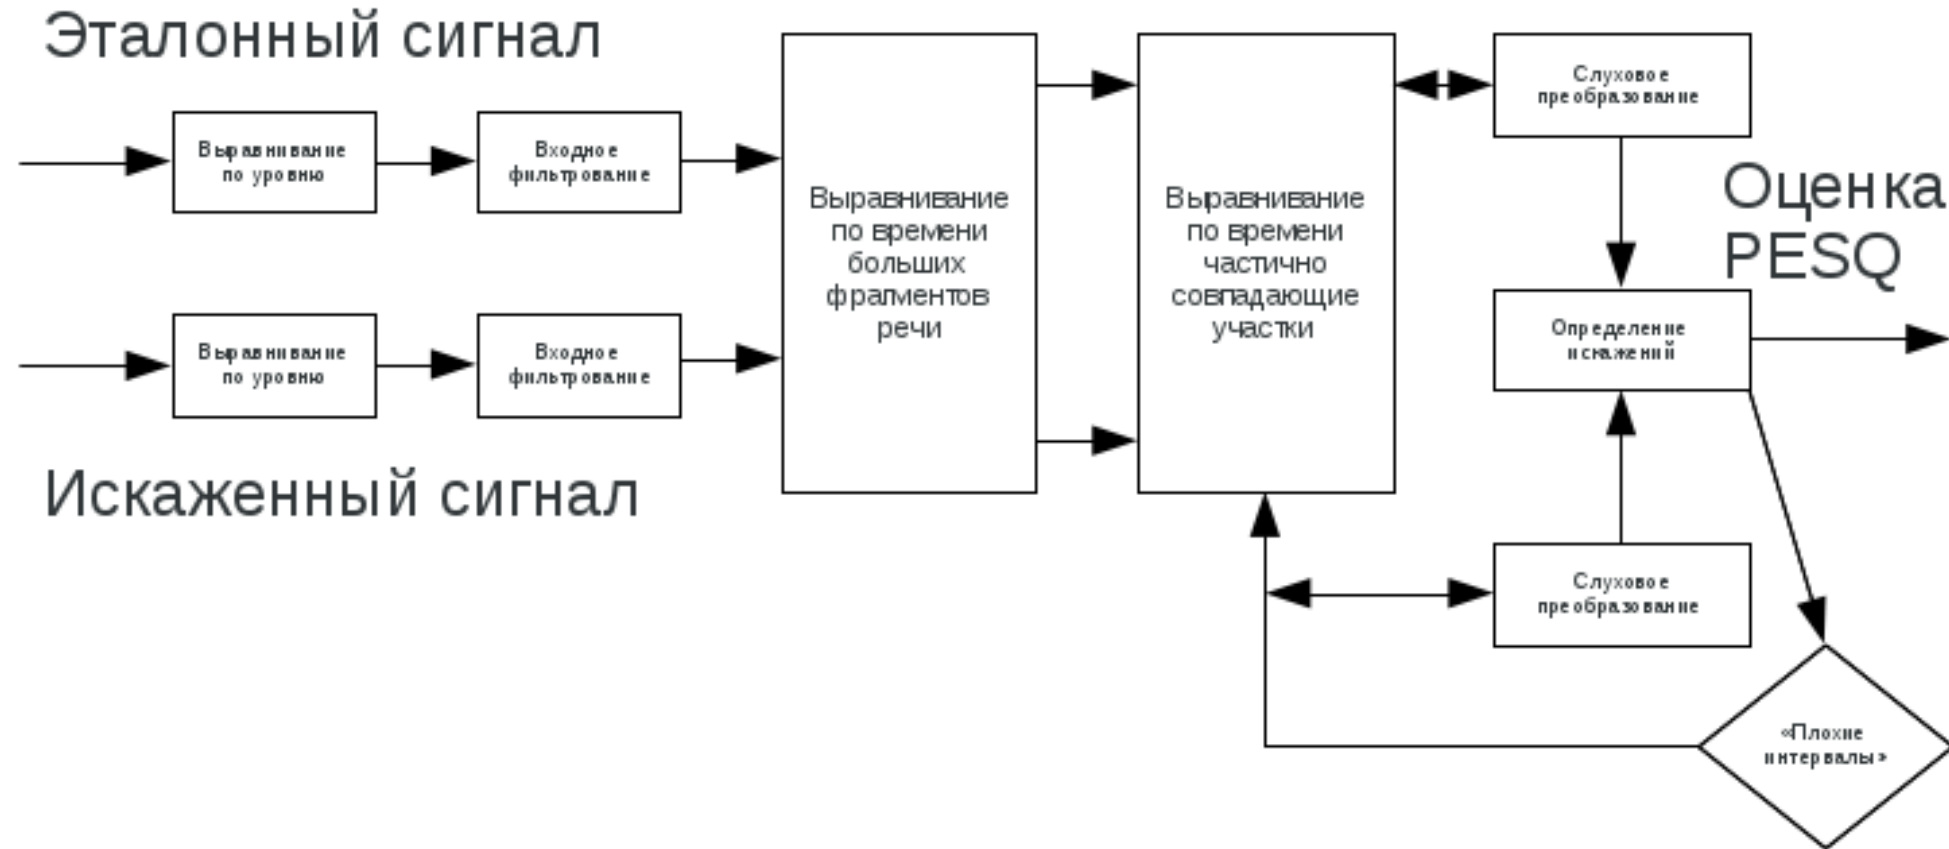 Эталонный сигнал
Выравнивание
по уровню
Входное
фильтрование
Выравнивание
по уровню
Входное
фильтрование
Искаженный сигнал
Выравнивание
по времени
больших
фрагментов
речи
Выравнивание
по времени
частично
совпадающие
участки
Слуховое
преобразование
Оценка
PESQ
Определение
искажений
Слуховое
преобразование
«Плохие
интервалы»